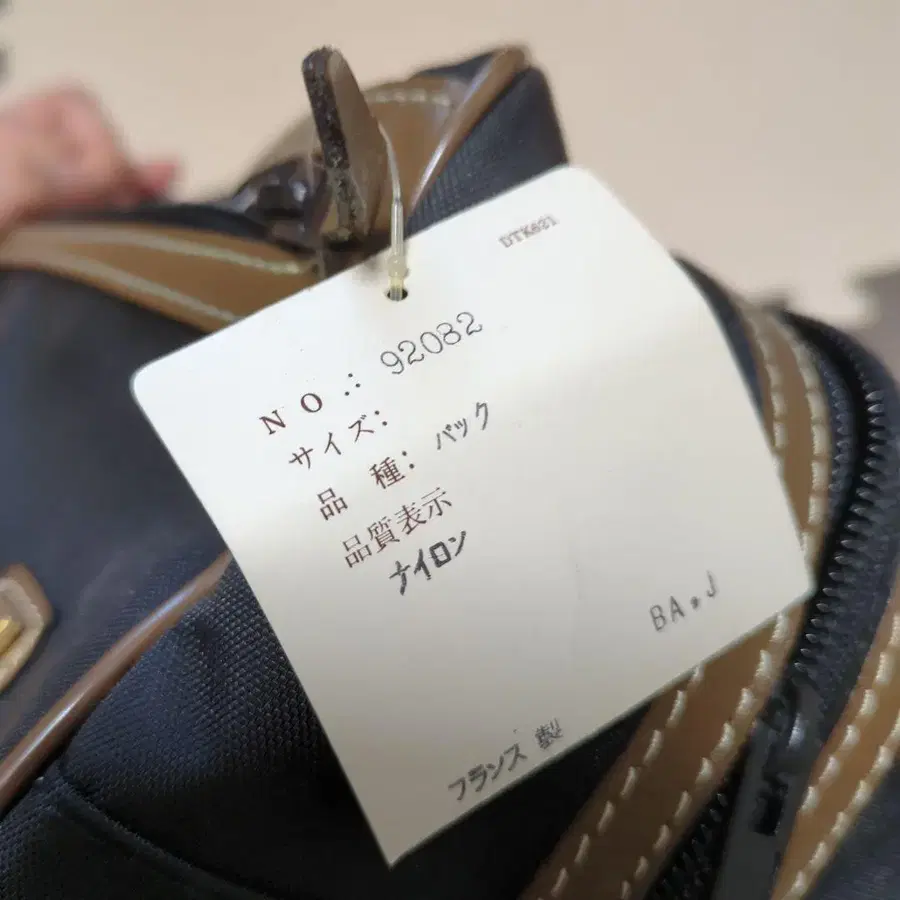 DTK621
NO.: 92082
サイズ:
品 種: バック
品質表示
ナイロン
BA.J
フランス 製